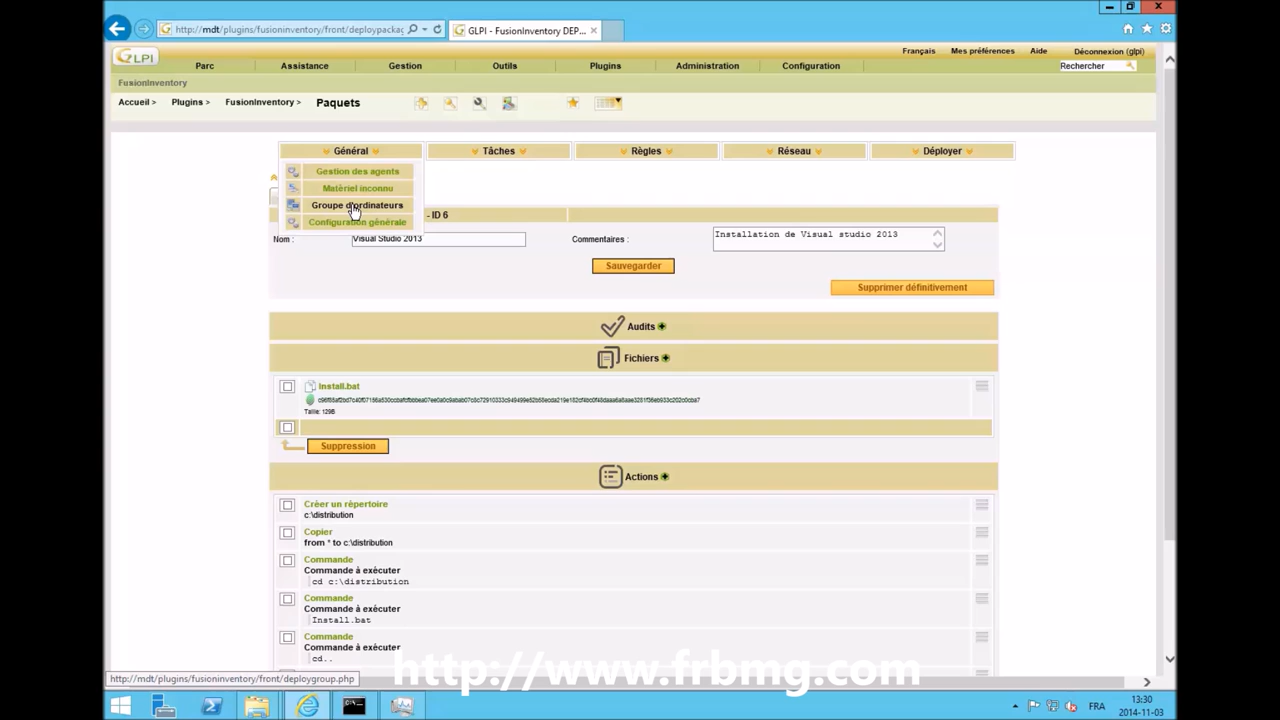 http://mdt/plugins/fusioninventory/front/deploypackag
GLPI - FusionInventory DEP...
GLPI
Français
Mes préférences
Aide
Déconnexion (glpi)
Parc
Assistance
Gestion
Outils
Plugins
Administration
Configuration
Rechercher
FusionInventory
Accueil >
Plugins >
FusionInventory >
Paquets
Général
Tâches
Règles
Réseau
Déployer
Gestion des agents
Matériel inconnu
Groupe d'ordinateurs
Configuration générale
- ID 6
Nom :
Visual Studio 2013
Commentaires :
Installation de Visual studio 2013
Sauvegarder
Supprimer définitivement
Audits
Fichiers
Install.bat
Taille: 129B
Suppression
Actions
Créer un répertoire
c:\distribution
Copier
from * to c:\distribution
Commande
Commande à exécuter
cd c:\distribution
Commande
Commande à exécuter
Install.bat
Commande
Commande à exécuter
cd..
http://www.frbmg.com
http://mdt/plugins/fusioninventory/front/deploygroup.php
FRA
13:30
2014-11-03